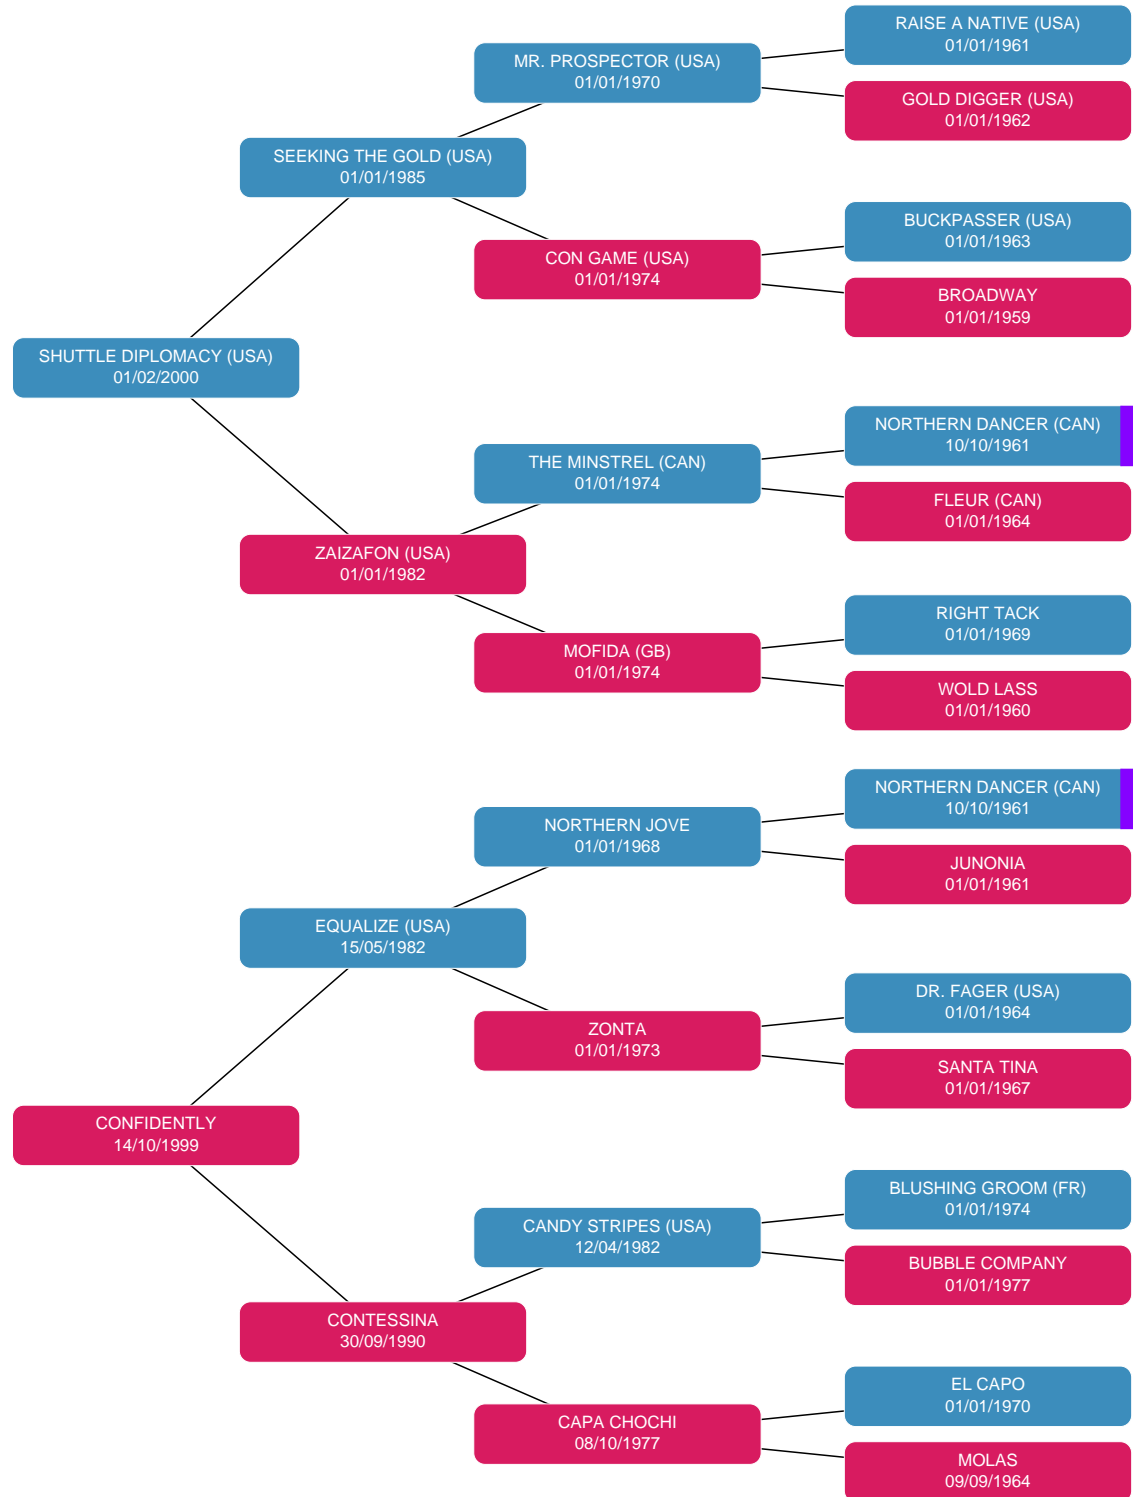 RAISE A NATIVE (USA)
01/01/1961
MR. PROSPECTOR (USA)
01/01/1970
GOLD DIGGER (USA)
01/01/1962
SEEKING THE GOLD (USA)
01/01/1985
BUCKPASSER (USA)
01/01/1963
CON GAME (USA)
01/01/1974
BROADWAY
01/01/1959
SHUTTLE DIPLOMACY (USA)
01/02/2000
NORTHERN DANCER (CAN)
10/10/1961
THE MINSTREL (CAN)
01/01/1974
FLEUR (CAN)
01/01/1964
ZAIZAFON (USA)
01/01/1982
RIGHT TACK
01/01/1969
MOFIDA (GB)
01/01/1974
WOLD LASS
01/01/1960
NORTHERN DANCER (CAN)
10/10/1961
NORTHERN JOVE
01/01/1968
JUNONIA
01/01/1961
EQUALIZE (USA)
15/05/1982
DR. FAGER (USA)
01/01/1964
ZONTA
01/01/1973
SANTA TINA
01/01/1967
CONFIDENTLY
14/10/1999
BLUSHING GROOM (FR)
01/01/1974
CANDY STRIPES (USA)
12/04/1982
BUBBLE COMPANY
01/01/1977
CONTESSINA
30/09/1990
EL CAPO
01/01/1970
CAPA CHOCHI
08/10/1977
MOLAS
09/09/1964